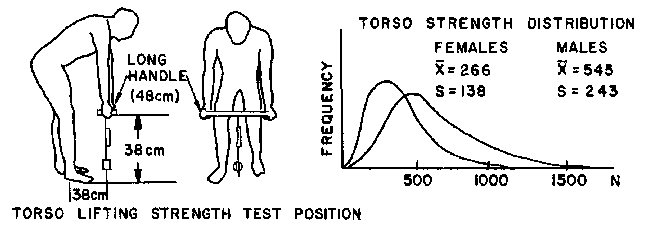 TORSO STRENGTH DISTRIBUTION
FEMALES MALES
X̄=266 X̄=545
S=138 S=243
LONG
HANDLE
(48cm)
38cm
38cm
FREQUENCY
500 1000 1500 N
TORSO LIFTING STRENGTH TEST POSITION